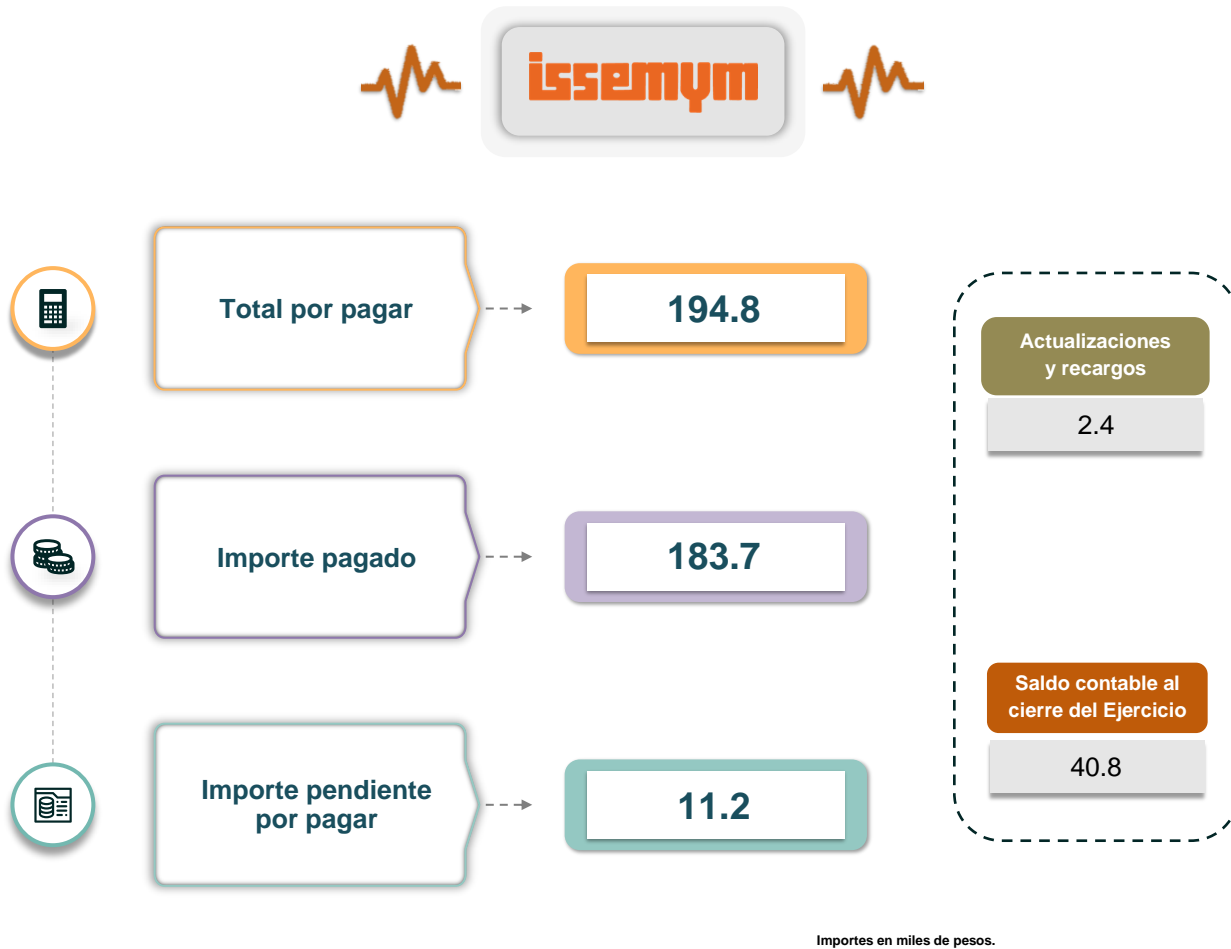 issemym
Total por pagar
194.8
Importe pagado
183.7
Importe pendiente
por pagar
11.2
Actualizaciones
y recargos
2.4
Saldo contable al
cierre del Ejercicio
40.8
Importes en miles de pesos.